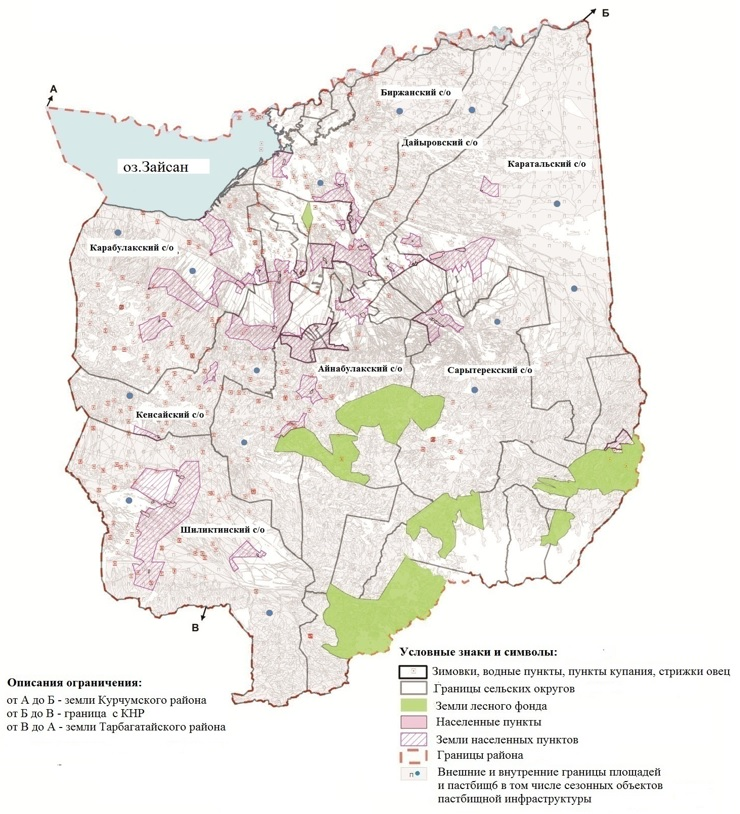 Б
А
Биржанский с/о
Дайыровский с/о
Каратальский с/о
оз.Зайсан
Карабулакский с/о
Айнабулакский с/о
Сарытерекский с/о
Кенсайский с/о
Шиликтинский с/о
В
Условные знаки и символы:
Зимовки, водные пункты, пункты купания, стрижки овец
Границы сельских округов
Земли лесного фонда
Населенные пункты
Земли населенных пунктов
Границы района
Внешние и внутренние границы площадей
и пастбищ6 в том числе сезонных объектов
пастбищной инфраструктуры
Описания ограничения:
от А до Б - земли Курчумского района
от Б до В - граница с КНР
от В до А - земли Тарбагатайского района